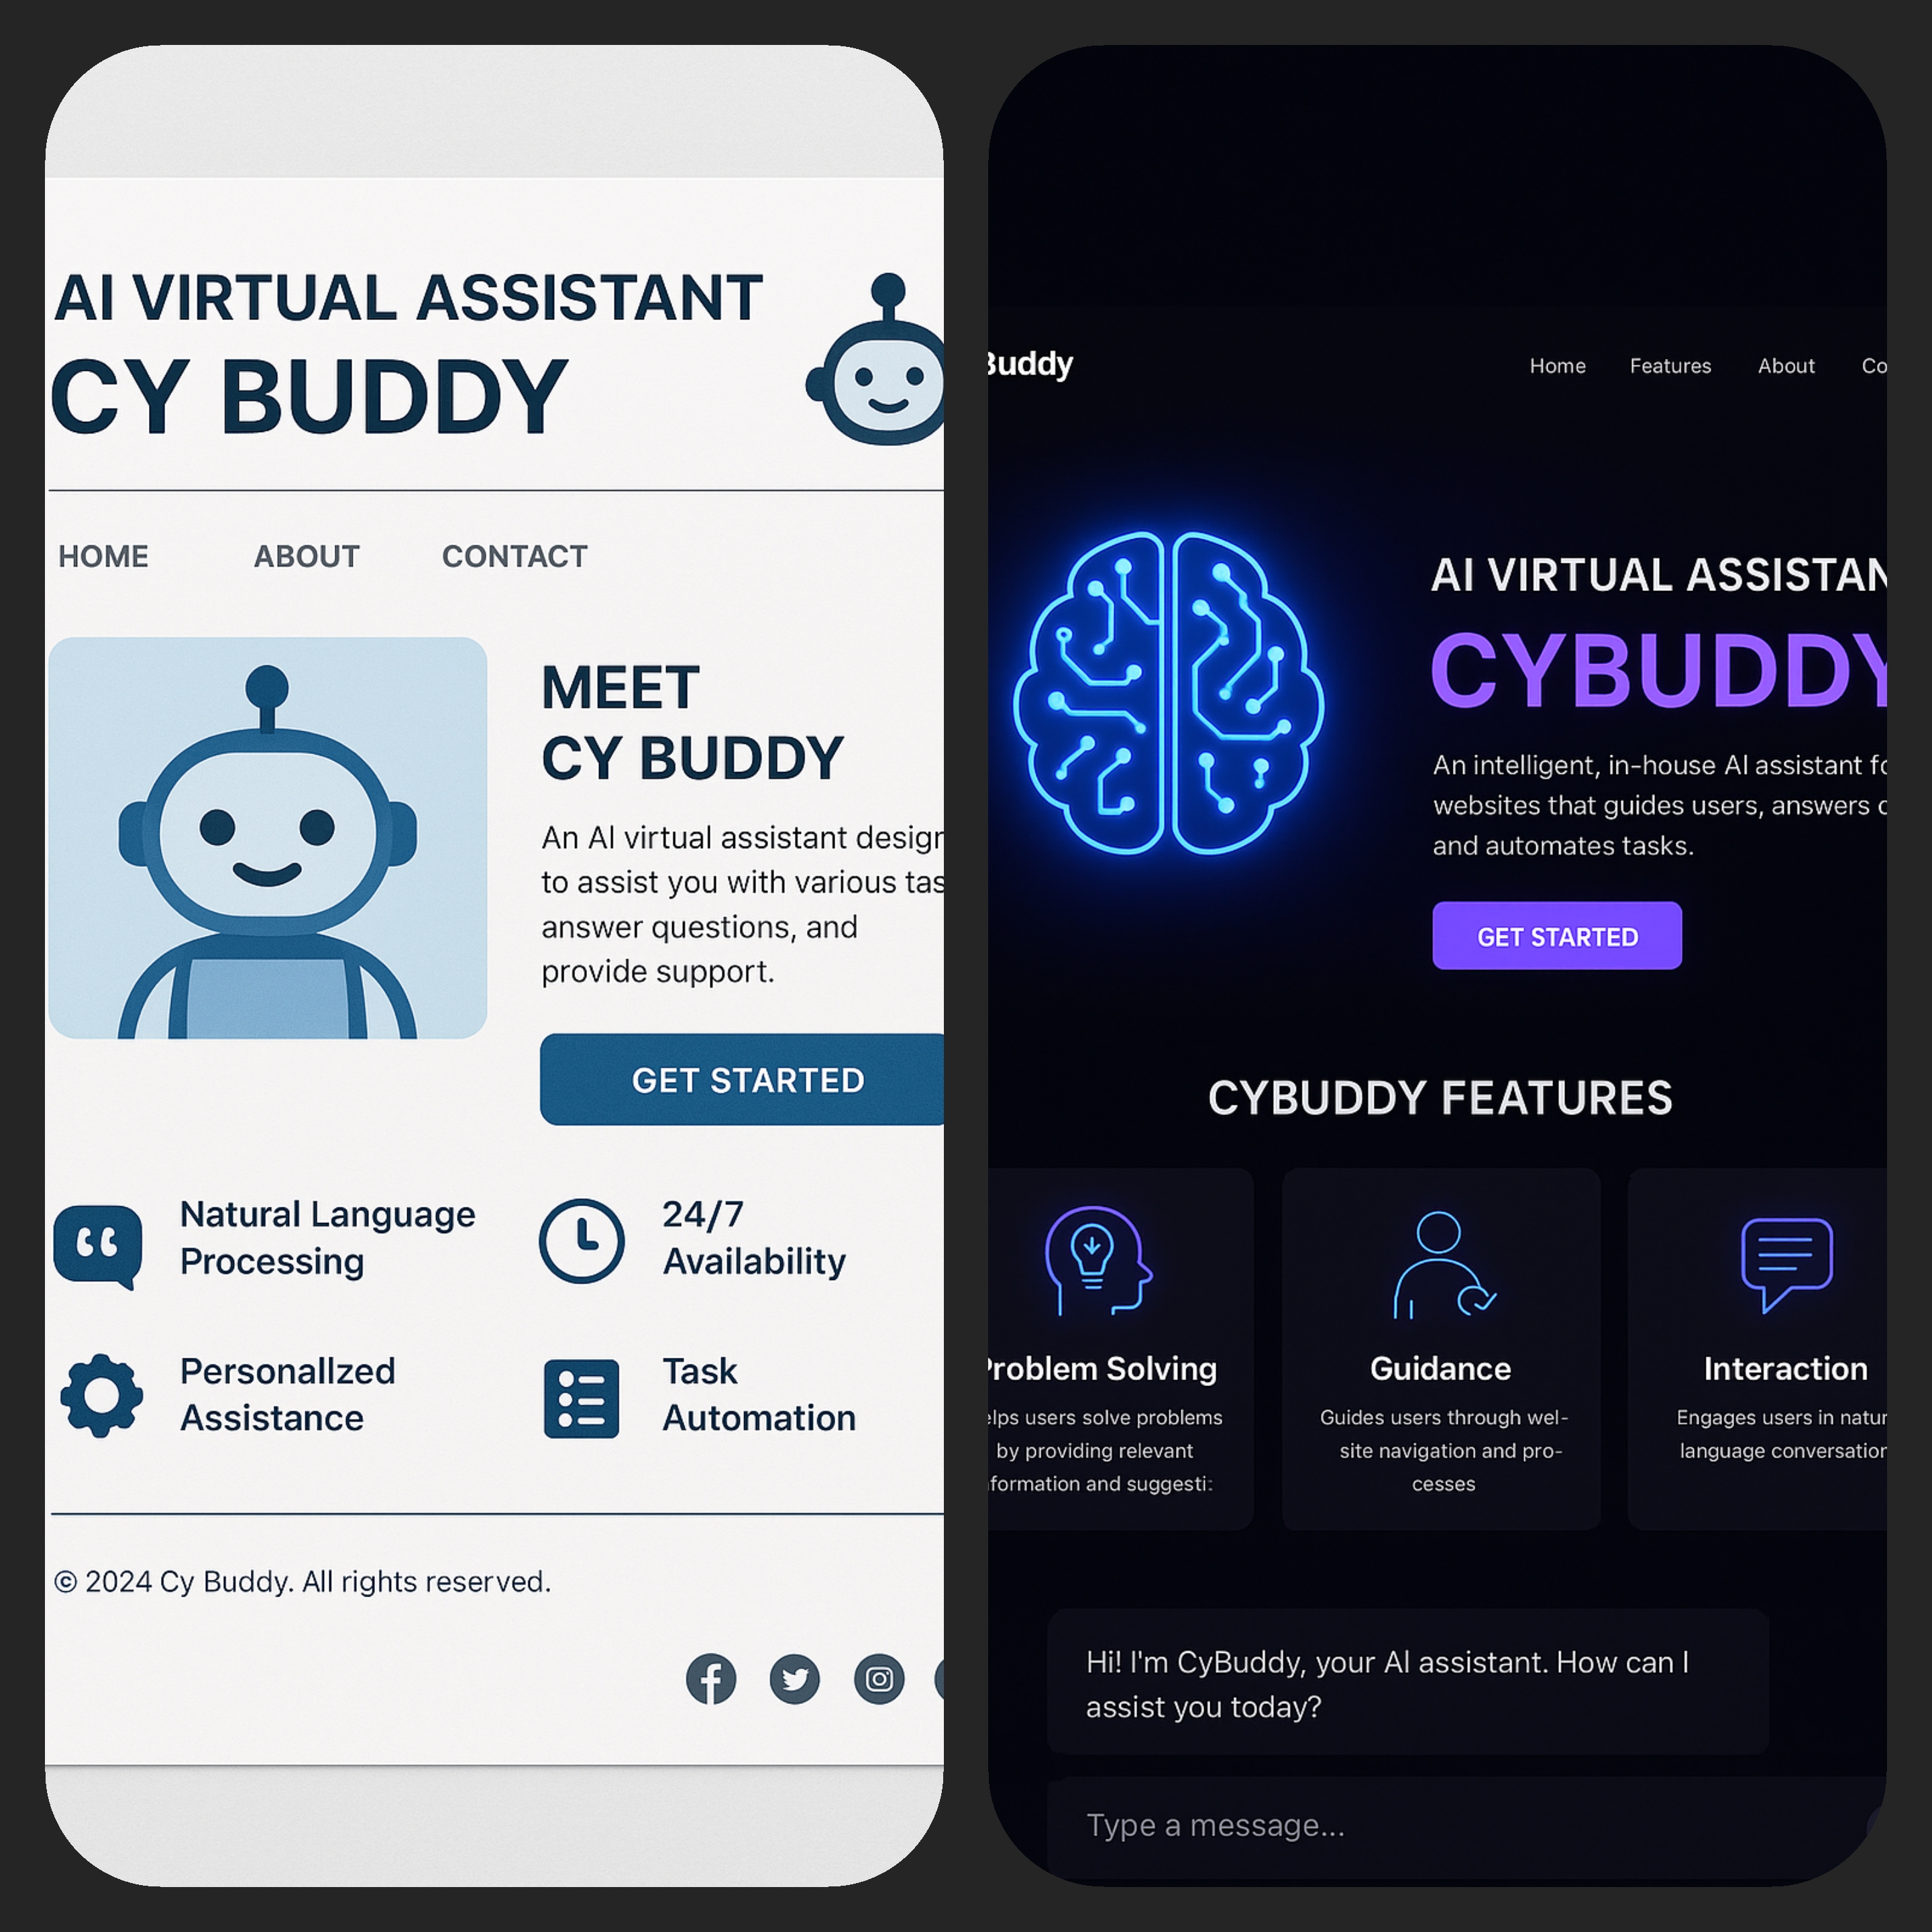 AI VIRTUAL ASSISTANT
CY BUDDY
HOME ABOUT CONTACT
MEET
CY BUDDY
An AI virtual assistant design
to assist you with various tas
answer questions, and
provide support.
GET STARTED
Natural Language
Processing
24/7
Availability
Personallzed
Assistance
Task
Automation
© 2024 Cy Buddy. All rights reserved.
Buddy
Home Features About Co
AI VIRTUAL ASSISTAN
CYBUDDY
An intelligent, in-house AI assistant fo
websites that guides users, answers
and automates tasks.
GET STARTED
CYBUDDY FEATURES
Problem Solving
elps users solve problems
by providing relevant
formation and suggesti
Guidance
Guides users through wel-
site navigation and pro-
cesses
Interaction
Engages users in natur
language conversation
Hi! I'm CyBuddy, your AI assistant. How can I
assist you today?
Type a message...